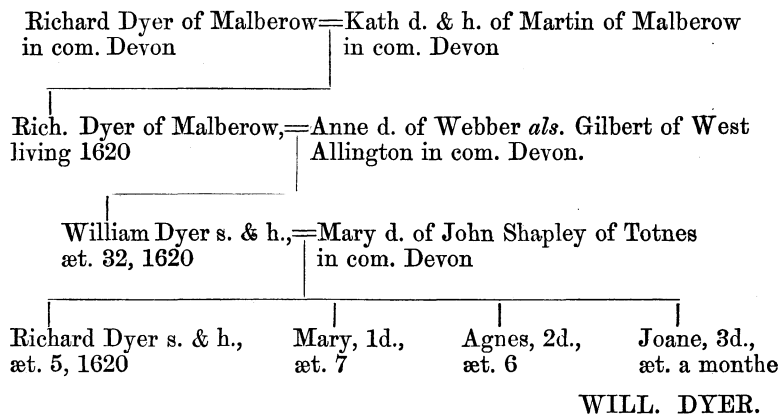 Richard Dyer of Malberow=Kath d. & h. of Martin of Malberow
in com. Devon in com. Devon
Rich. Dyer of Malberow,=Anne d. of Webber als. Gilbert of West
living 1620 Allington in com. Devon.
William Dyer s. & h.,=Mary d. of John Shapley of Totnes
æt. 32, 1620 in com. Devon
Richard Dyer s. & h., Mary, 1d., Agnes, 2d., Joane, 3d.,
æt. 5, 1620 æt. 7 æt. 6 æt. a monthe
WILL. DYER.